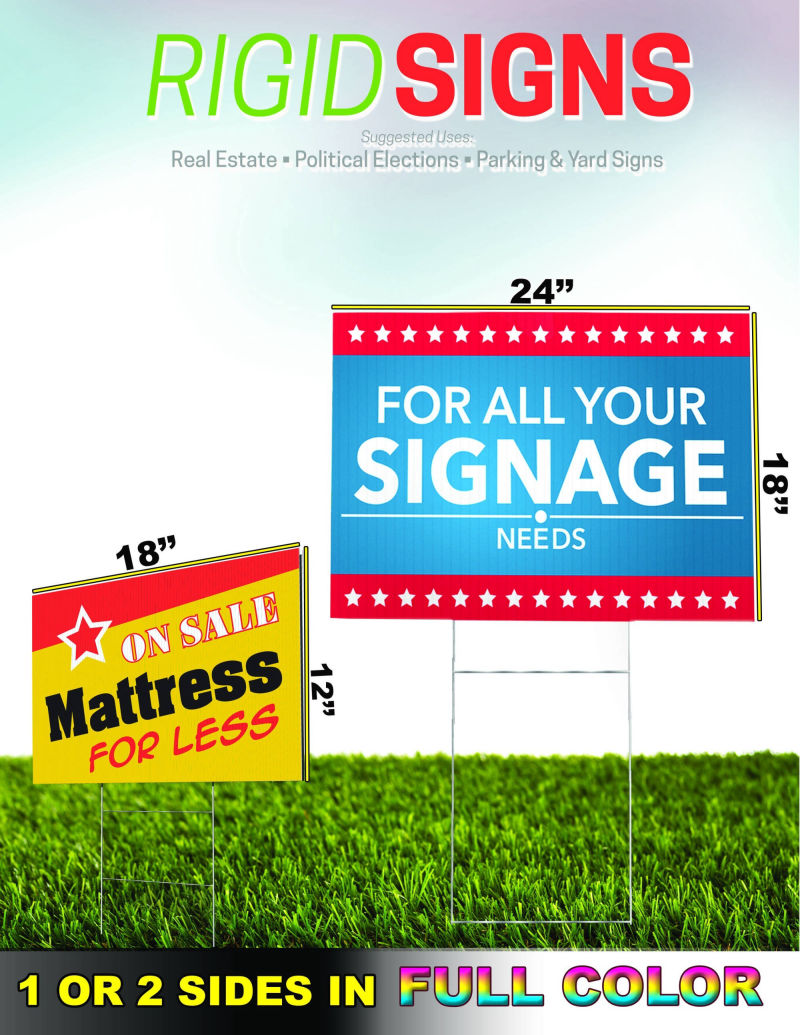 RIGID SIGNS
Suggested Uses:
Real Estate ▪ Political Elections ▪ Parking & Yard Signs
24”
FOR ALL YOUR
SIGNAGE
NEEDS
18”
18”
ON SALE
Mattress
FOR LESS
12”
1 OR 2 SIDES IN FULL COLOR